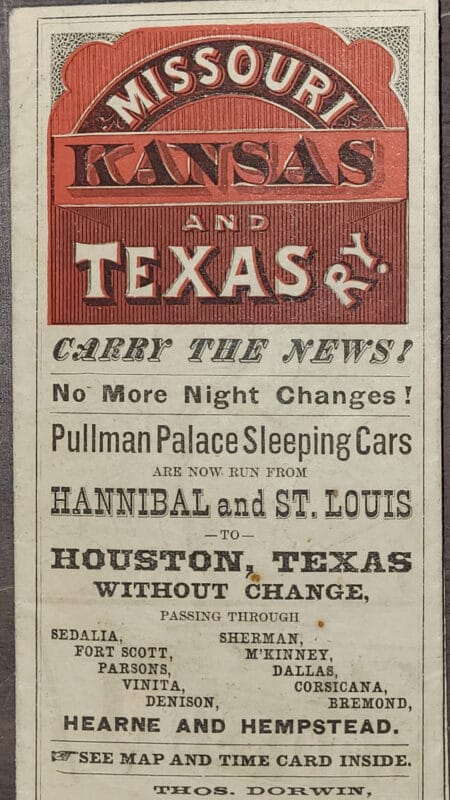 MISSOURI
KANSAS
AND
TEXAS RY.
CARRY THE NEWS!
No More Night Changes!
Pullman Palace Sleeping Cars
ARE NOW RUN FROM
HANNIBAL and ST. LOUIS
—TO—
HOUSTON, TEXAS
WITHOUT CHANGE,
PASSING THROUGH
SEDALIA, SHERMAN,
FORT SCOTT, M'KINNEY,
PARSONS, DALLAS,
VINITA, CORSICANA,
DENISON, BREMOND,
HEARNE AND HEMPSTEAD.
☞SEE MAP AND TIME CARD INSIDE.
THOS. DORWIN,